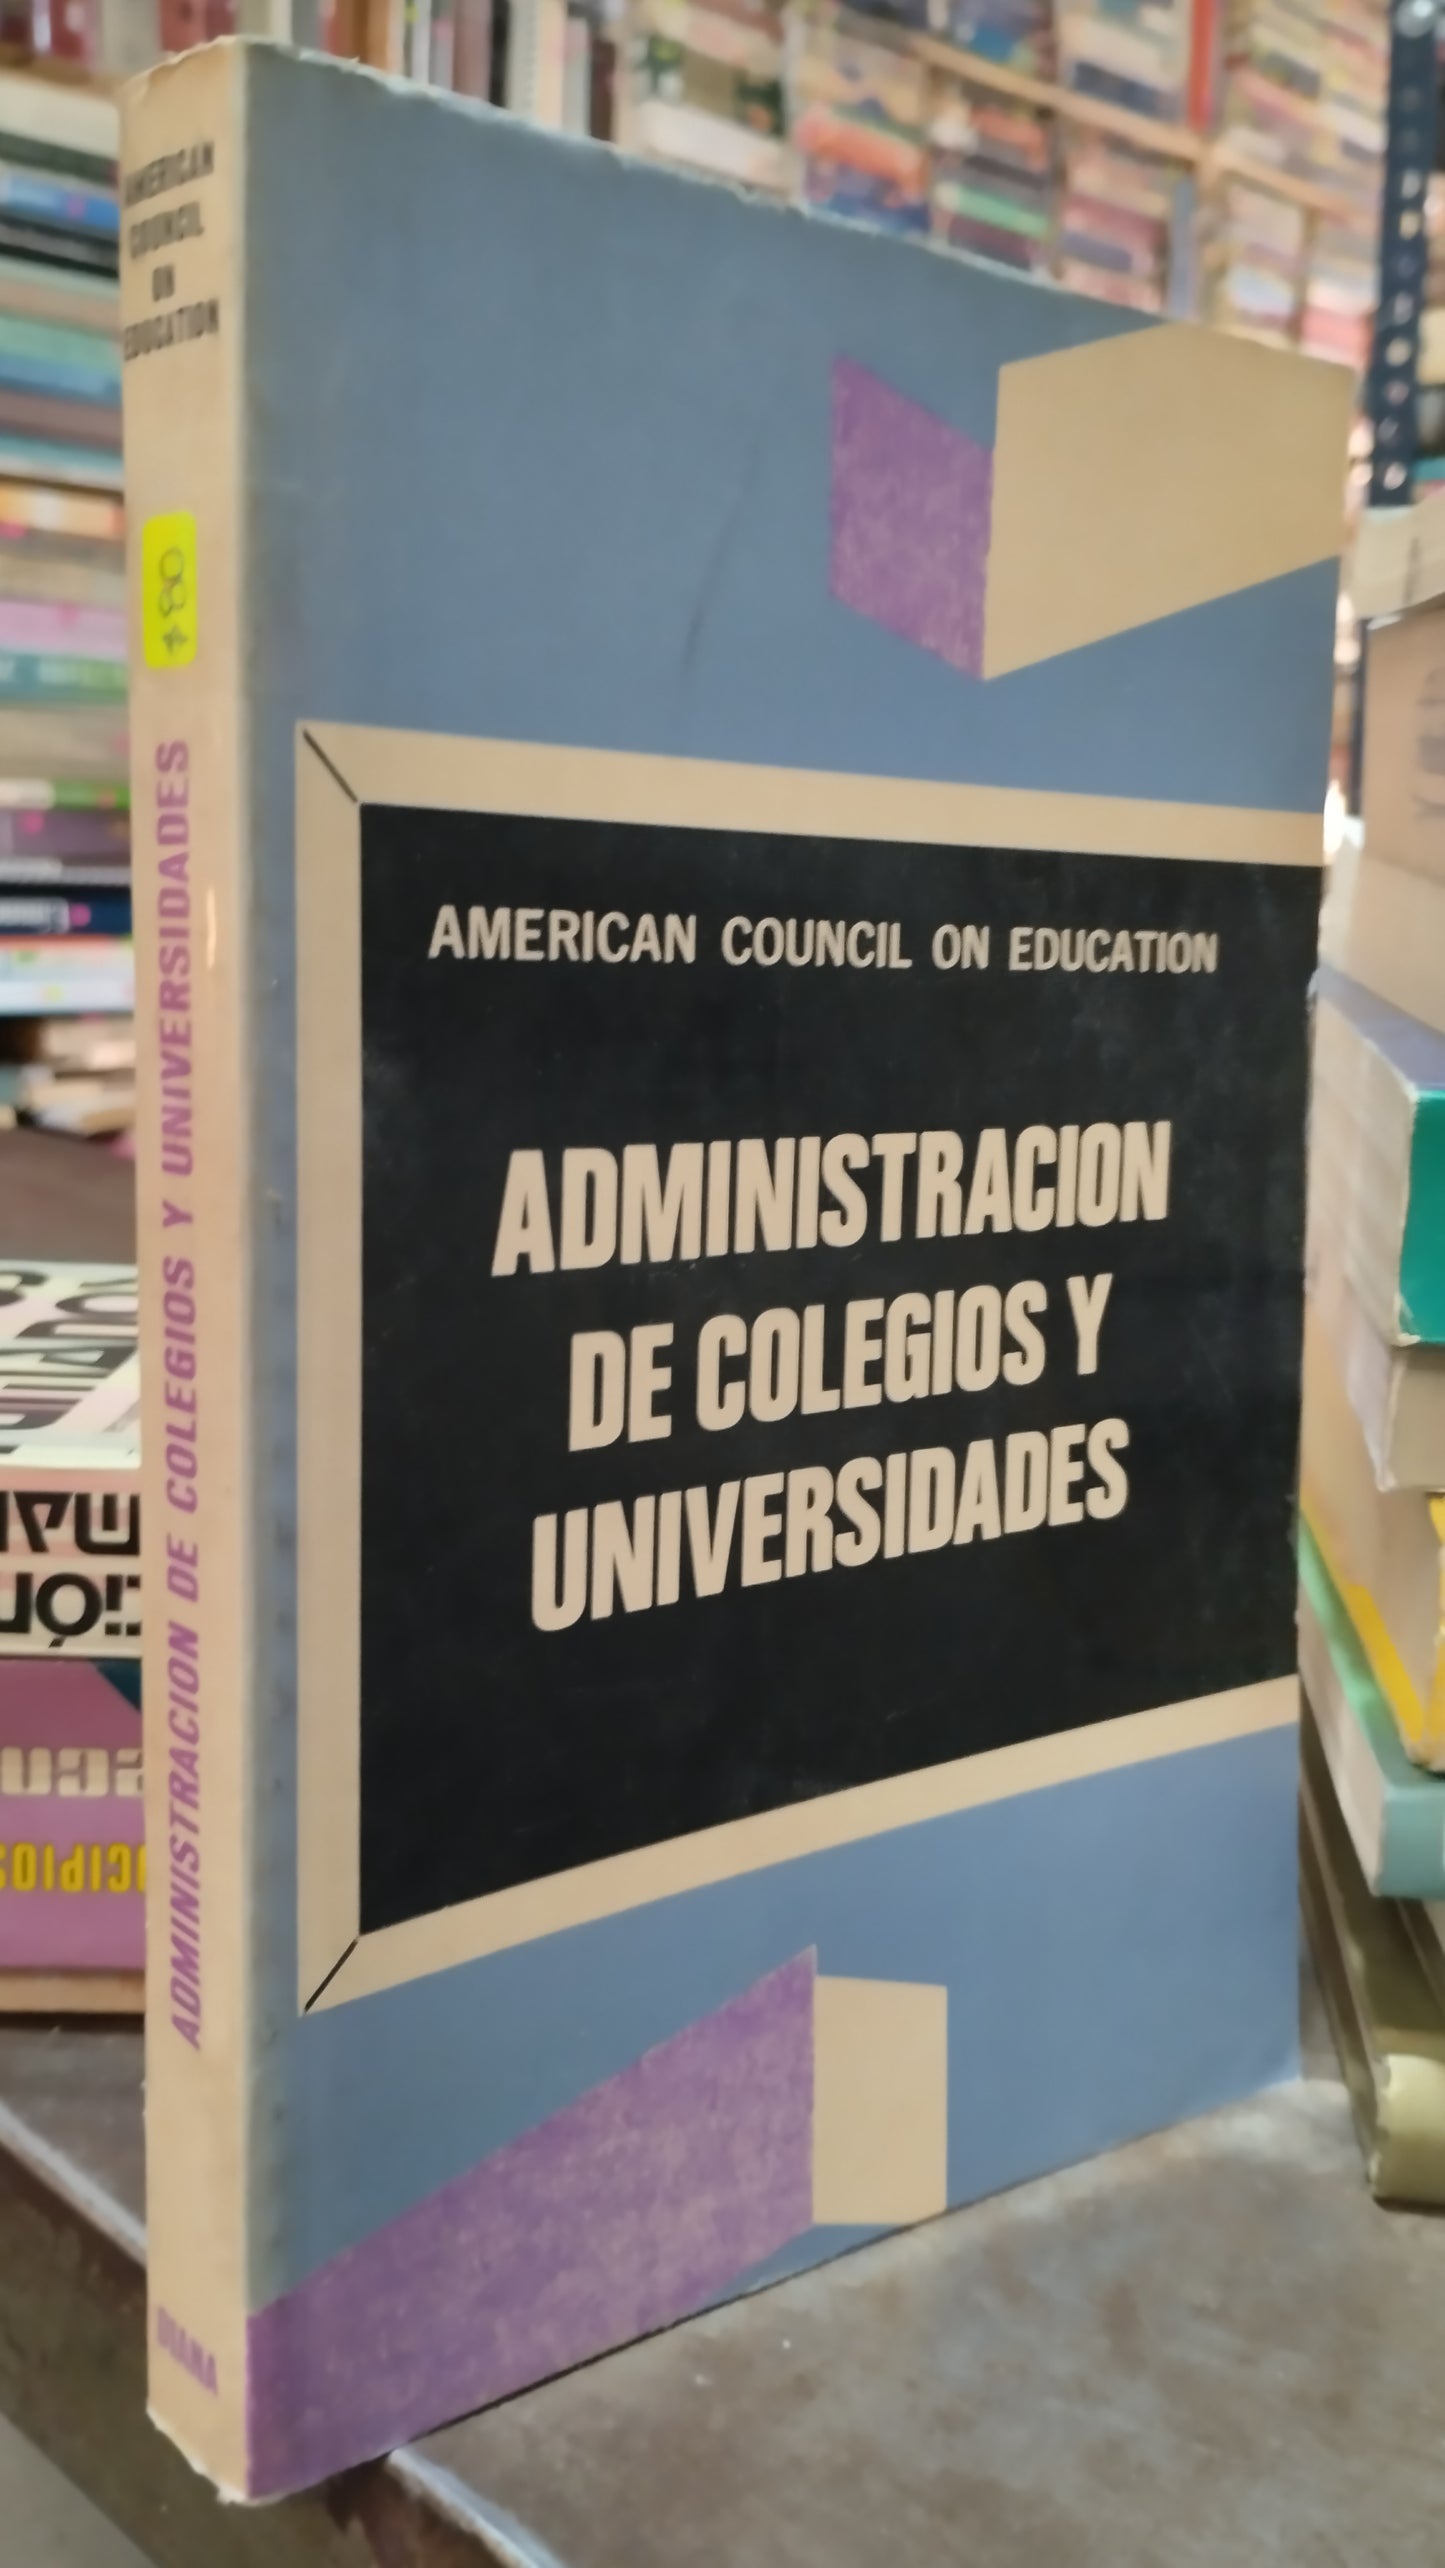 AMERICAN
COUNCIL
ON
EDUCATION
ADMINISTRACION DE COLEGIOS Y UNIVERSIDADES
DIANA
AMERICAN COUNCIL ON EDUCATION
ADMINISTRACION
DE COLEGIOS Y
UNIVERSIDADES